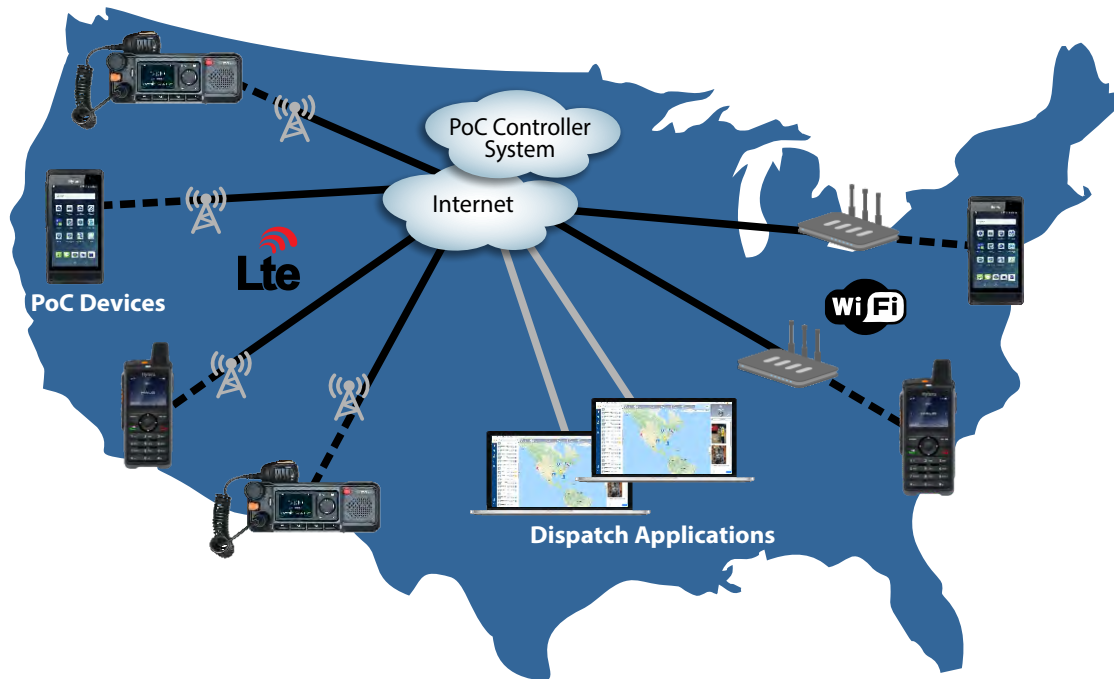 PoC Controller
System
Internet
Lte
PoC Devices
WiFi
Dispatch Applications